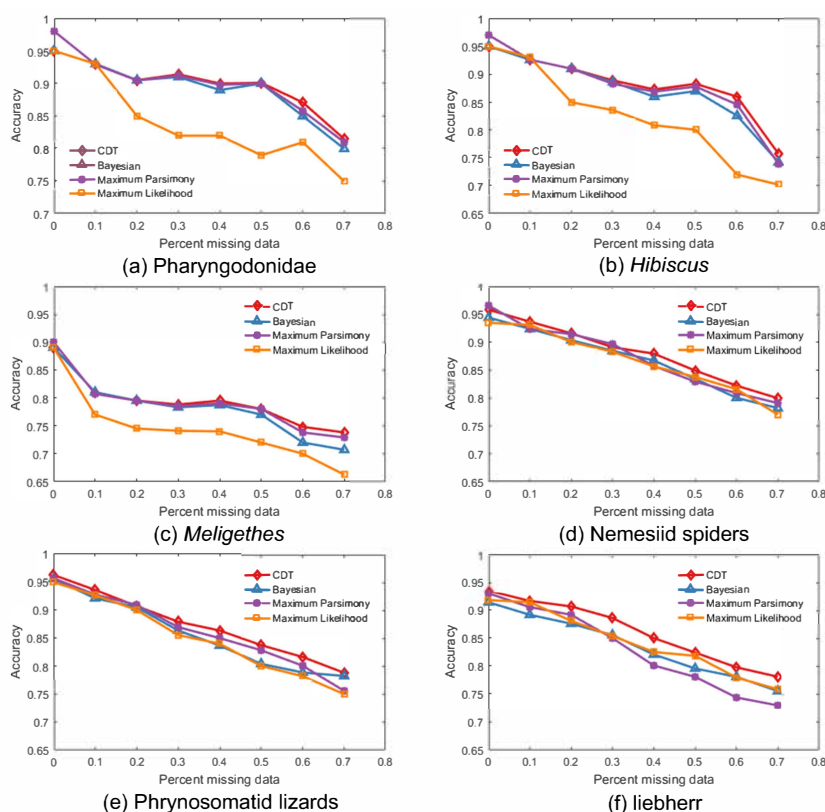 1
0.95
0.9
0.85
0.8
0.75
0.7
Accuracy
CDT
Bayesian
Maximum Parsimony
Maximum Likelihood
0 0.1 0.2 0.3 0.4 0.5 0.6 0.7 0.8
Percent missing data
(a) Pharyngodonidae
1
0.95
0.9
0.85
0.8
0.75
0.7
0.65
Accuracy
CDT
Bayesian
Maximum Parsimony
Maximum Likelihood
0 0.1 0.2 0.3 0.4 0.5 0.6 0.7 0.8
Percent missing data
(b) Hibiscus
1
0.95
0.9
0.85
0.8
0.75
0.7
0.65
Accuracy
CDT
Bayesian
Maximum Parsimony
Maximum Likelihood
0 0.1 0.2 0.3 0.4 0.5 0.6 0.7 0.8
Percent missing data
(c) Meligethes
1
0.95
0.9
0.85
0.8
0.75
0.7
0.65
Accuracy
CDT
Bayesian
Maximum Parsimony
Maximum Likelihood
0 0.1 0.2 0.3 0.4 0.5 0.6 0.7 0.8
Percent missing data
(d) Nemesiid spiders
1
0.95
0.9
0.85
0.8
0.75
0.7
0.65
Accuracy
CDT
Bayesian
Maximum Parsimony
Maximum Likelihood
0 0.1 0.2 0.3 0.4 0.5 0.6 0.7 0.8
Percent missing data
(e) Phrynosomatid lizards
1
0.95
0.9
0.85
0.8
0.75
0.7
0.65
Accuracy
CDT
Bayesian
Maximum Parsimony
Maximum Likelihood
0 0.1 0.2 0.3 0.4 0.5 0.6 0.7 0.8
Percent missing data
(f) liebherr